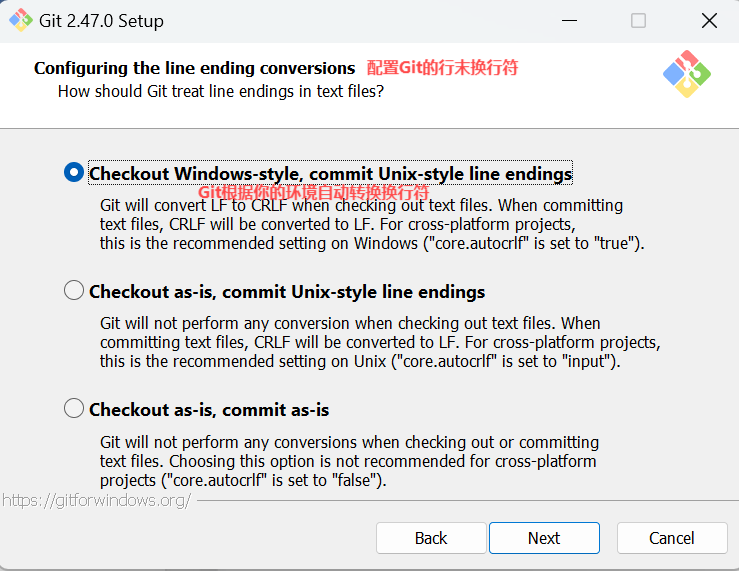 Git 2.47.0 Setup
Configuring the line ending conversions 配置Git的行末换行符
How should Git treat line endings in text files?
Checkout Windows-style, commit Unix-style line endings
Git根据你的环境自动转换换行符
Git will convert LF to CRLF when checking out text files. When committing
text files, CRLF will be converted to LF. For cross-platform projects,
this is the recommended setting on Windows ("core.autocrlf" is set to "true").
Checkout as-is, commit Unix-style line endings
Git will not perform any conversion when checking out text files. When
committing text files, CRLF will be converted to LF. For cross-platform projects,
this is the recommended setting on Unix ("core.autocrlf" is set to "input").
Checkout as-is, commit as-is
Git will not perform any conversions when checking out or committing
text files. Choosing this option is not recommended for cross-platform
projects ("core.autocrlf" is set to "false").
https://gitforwindows.org/
Back Next Cancel